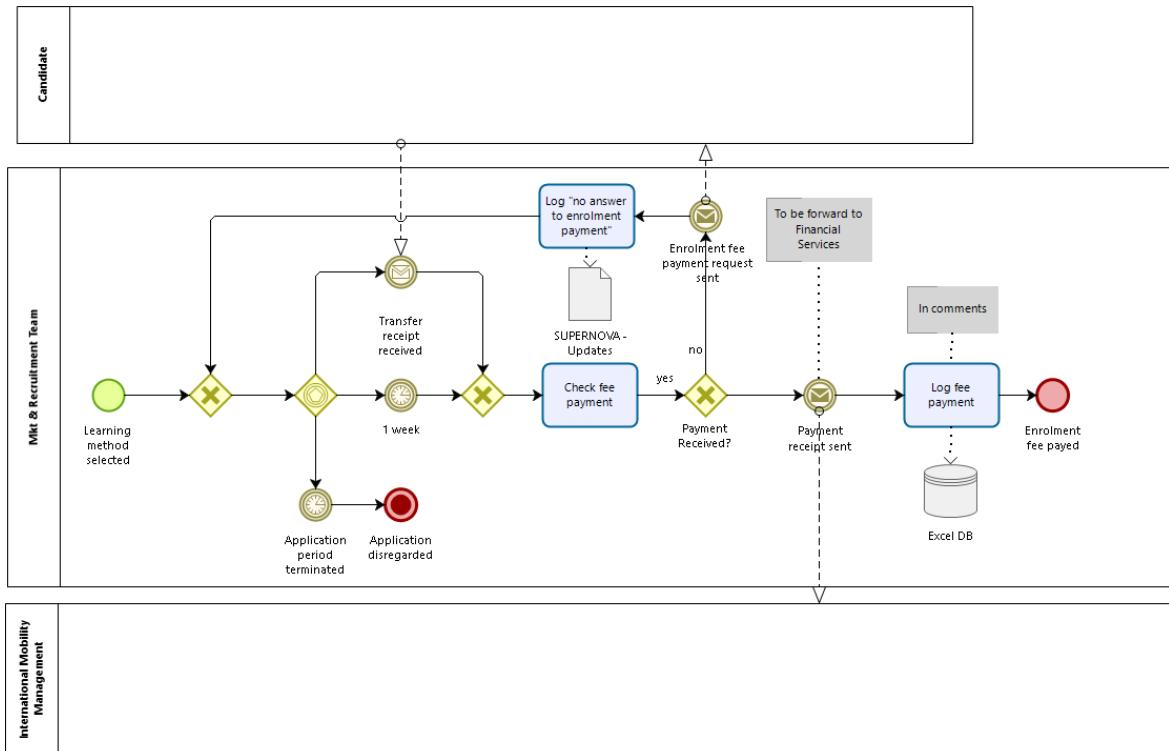 Candidate
Mkt & Recruitment Team
Log "no answer
to enrolment
payment"
Enrolment fee
payment request
sent
To be forward to
Financial
Services
SUPERNOVA -
Updates
In comments
Transfer
receipt
received
no
yes
Learning
method
selected
1 week
Check fee
payment
Payment
Received?
Payment
receipt sent
Log fee
payment
Enrolment
fee payed
Application
period
terminated
Application
disregarded
Excel DB
International Mobility
Management